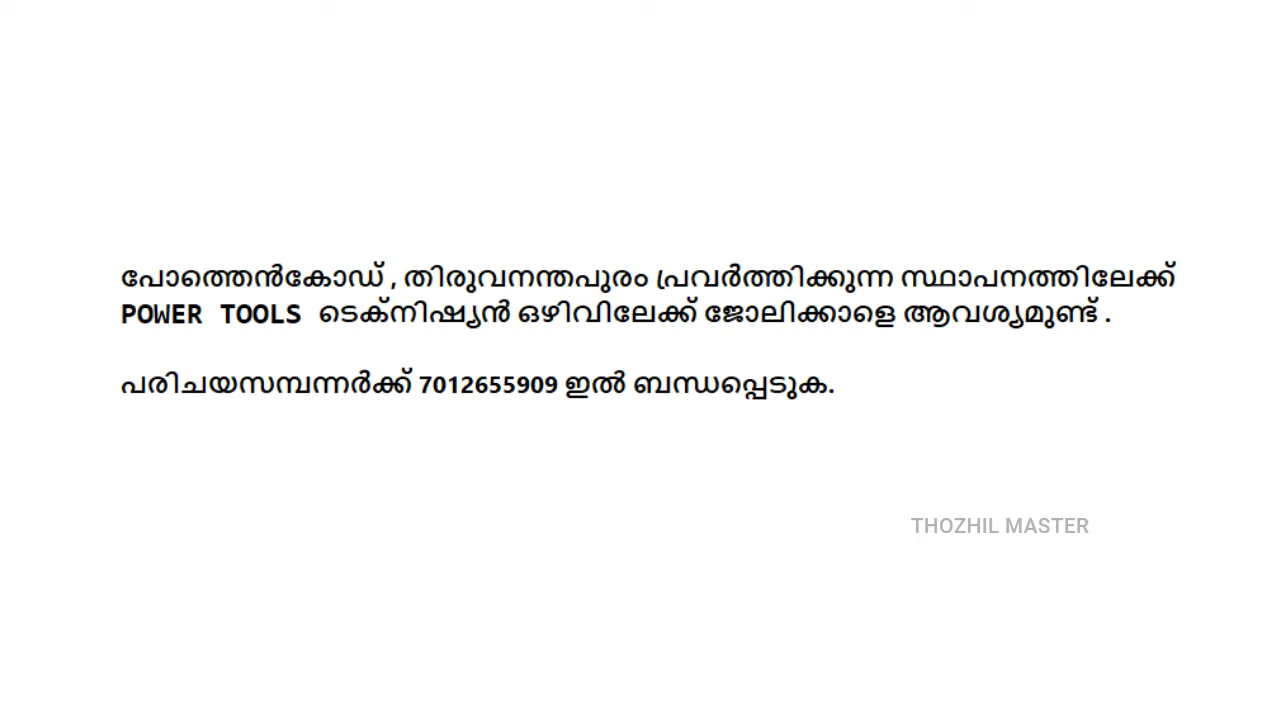 പോത്തെൻകോഡ് , തിരുവനന്തപുരം പ്രവർത്തിക്കുന്ന സ്ഥാപനത്തിലേക്ക്
POWER TOOLS ടെക്നിഷ്യൻ ഒഴിവിലേക്ക് ജോലിക്കാളെ ആവശ്യമുണ്ട് .
പരിചയസമ്പന്നർക്ക് 7012655909 ഇൽ ബന്ധപ്പെടുക.
THOZHIL MASTER